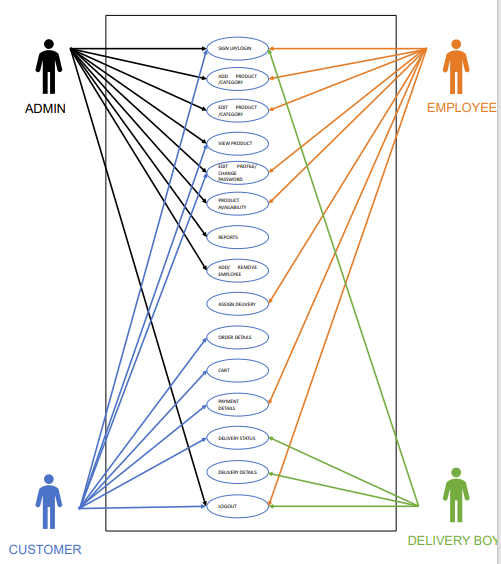 SIGN UP/LOGIN
ADD PRODUCT
/CATEGORY
ADMIN
EMPLOYEE
EDIT PRODUCT
/CATEGORY
VIEW PRODUCT
EDIT PROFILE/
CHANGE
PASSWORD
PRODUCT
AVAILABILITY
REPORTS
ADD/ REMOVE
EMPLOYEE
ASSIGN DELIVERY
ORDER DETAILS
CART
PAYMENT
DETAILS
DELIVERY STATUS
DELIVERY DETAILS
LOGOUT
CUSTOMER
DELIVERY BOY